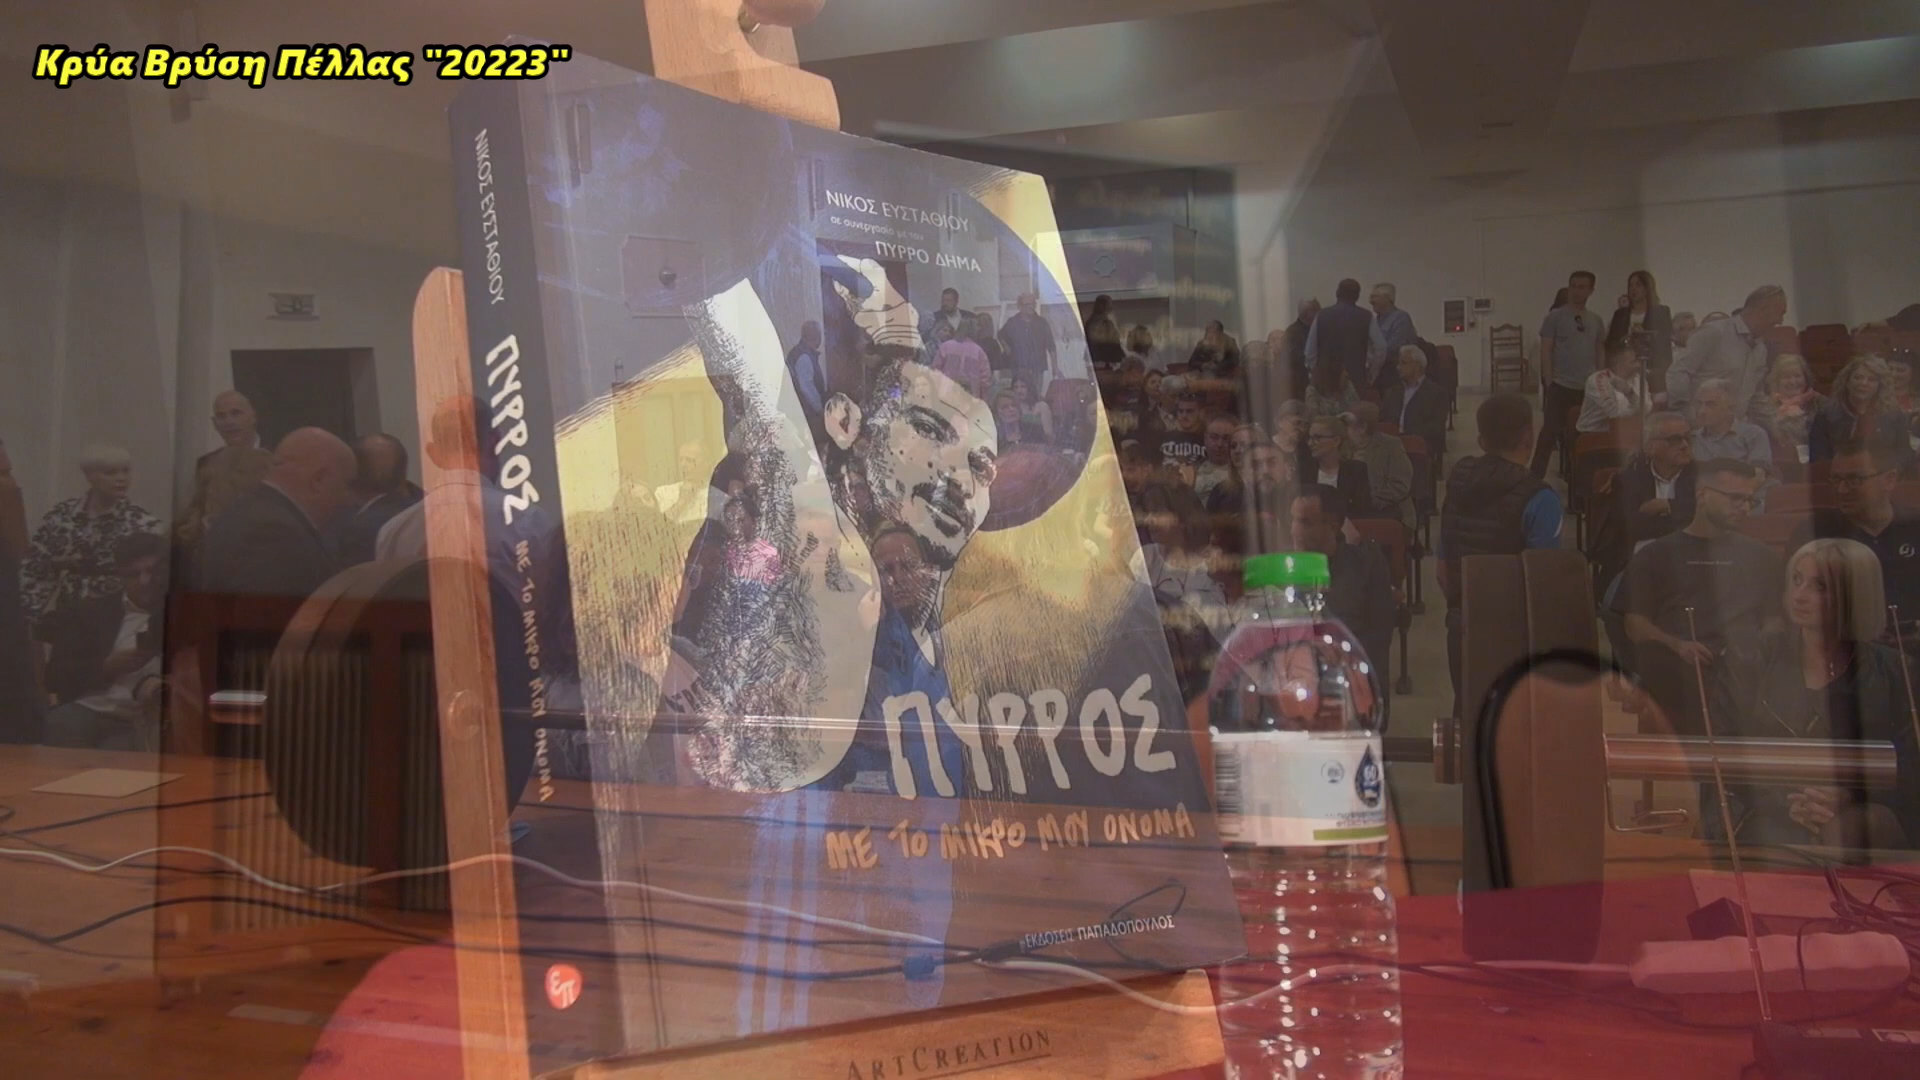 Κρύα Βρύση Πέλλας "20223"
ΝΙΚΟΣ ΕΥΣΤΑΘΙΟΥ
σε συνεργασία με τον
ΠΥΡΡΟ ΔΗΜΑ
ΠΥΡΡΟΣ
ΜΕ ΤΟ ΜΙΚΡΟ ΜΟΥ ΟΝΟΜΑ
ΕΚΔΟΣΕΙΣ ΠΑΠΑΔΟΠΟΥΛΟΣ
ΝΙΚΟΣ ΕΥΣΤΑΘΙΟΥ ΠΥΡΡΟΣ ΜΕ ΤΟ ΜΙΚΡΟ ΜΟΥ ΟΝΟΜΑ
επ
ARTCREATION